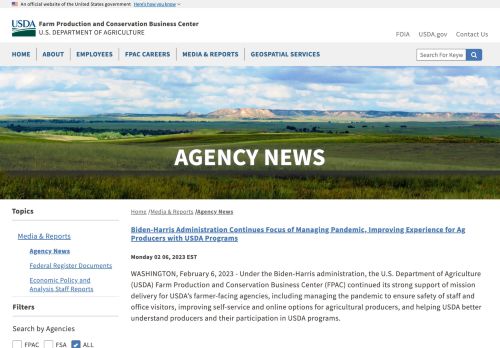 An official website of the United States government Here's how you know
USDA Farm Production and Conservation Business Center
U.S. DEPARTMENT OF AGRICULTURE
FOIA USDA.gov Contact Us
HOME ABOUT EMPLOYEES FPAC CAREERS MEDIA & REPORTS GEOSPATIAL SERVICES
Search For Keyw
AGENCY NEWS
Topics
Media & Reports
Agency News
Federal Register Documents
Economic Policy and
Analysis Staff Reports
Filters
Search by Agencies
FPAC FSA ALL
Home /Media & Reports /Agency News
Biden-Harris Administration Continues Focus of Managing Pandemic, Improving Experience for Ag
Producers with USDA Programs
Monday 02 06, 2023 EST
WASHINGTON, February 6, 2023 - Under the Biden-Harris administration, the U.S. Department of Agriculture
(USDA) Farm Production and Conservation Business Center (FPAC) continued its strong support of mission
delivery for USDA's farmer-facing agencies, including managing the pandemic to ensure safety of staff and
office visitors, improving self-service and online options for agricultural producers, and helping USDA better
understand producers and their participation in USDA programs.